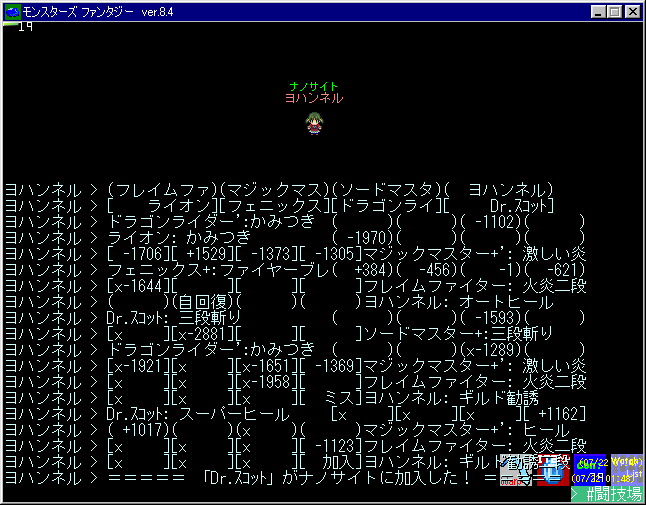 モンスターズ ファンタジー ver.8.4
19
ナノサイト
ヨハンネル
ヨハンネル > (フレイムファ)(マジックマス)(ソードマスタ)(  ヨハンネル)
ヨハンネル > [    ライオン][フェニックス][ドラゴンライ][    Dr.ｽｺｯﾄ]
ヨハンネル > ドラゴンライダー':かみつき (      )(      )( -1102)(      )
ヨハンネル > ライオン: かみつき         ( -1970)(      )(      )(      )
ヨハンネル > [ -1706][ +1529][ -1373][ -1305]マジックマスター+': 激しい炎
ヨハンネル > フェニックス+:ファイヤーブレ(  +384)(  -456)(    -1)(  -621)
ヨハンネル > [x-1644][      ][      ][      ]フレイムファイター: 火炎二段
ヨハンネル > (      )(自回復)(      )(      )ヨハンネル: オートヒール
ヨハンネル > Dr.ｽｺｯﾄ: 三段斬り         (      )(      )( -1593)(      )
ヨハンネル > [x     ][x-2881][      ][      ]ソードマスター+:三段斬り
ヨハンネル > ドラゴンライダー':かみつき (      )(      )(x-1289)(      )
ヨハンネル > [x-1921][x     ][x-1651][ -1369]マジックマスター+': 激しい炎
ヨハンネル > [x     ][x     ][x-1958][      ]フレイムファイター: 火炎二段
ヨハンネル > [x     ][x     ][x     ][  ミス]ヨハンネル: ギルド勧誘
ヨハンネル > Dr.ｽｺｯﾄ: スーパーヒール    [x     ][x     ][x     ][ +1162]
ヨハンネル > ( +1017)(      )(x     )(      )マジックマスター+': ヒール
ヨハンネル > [x     ][x     ][x     ][ -1123]フレイムファイター: 火炎二段
ヨハンネル > [x     ][x     ][x     ][  加入]ヨハンネル: ギルド勧誘
ヨハンネル > ＝＝＝＝＝ 「Dr.ｽｺｯﾄ」がナノサイトに加入した！
Watch
List
> #闘技場